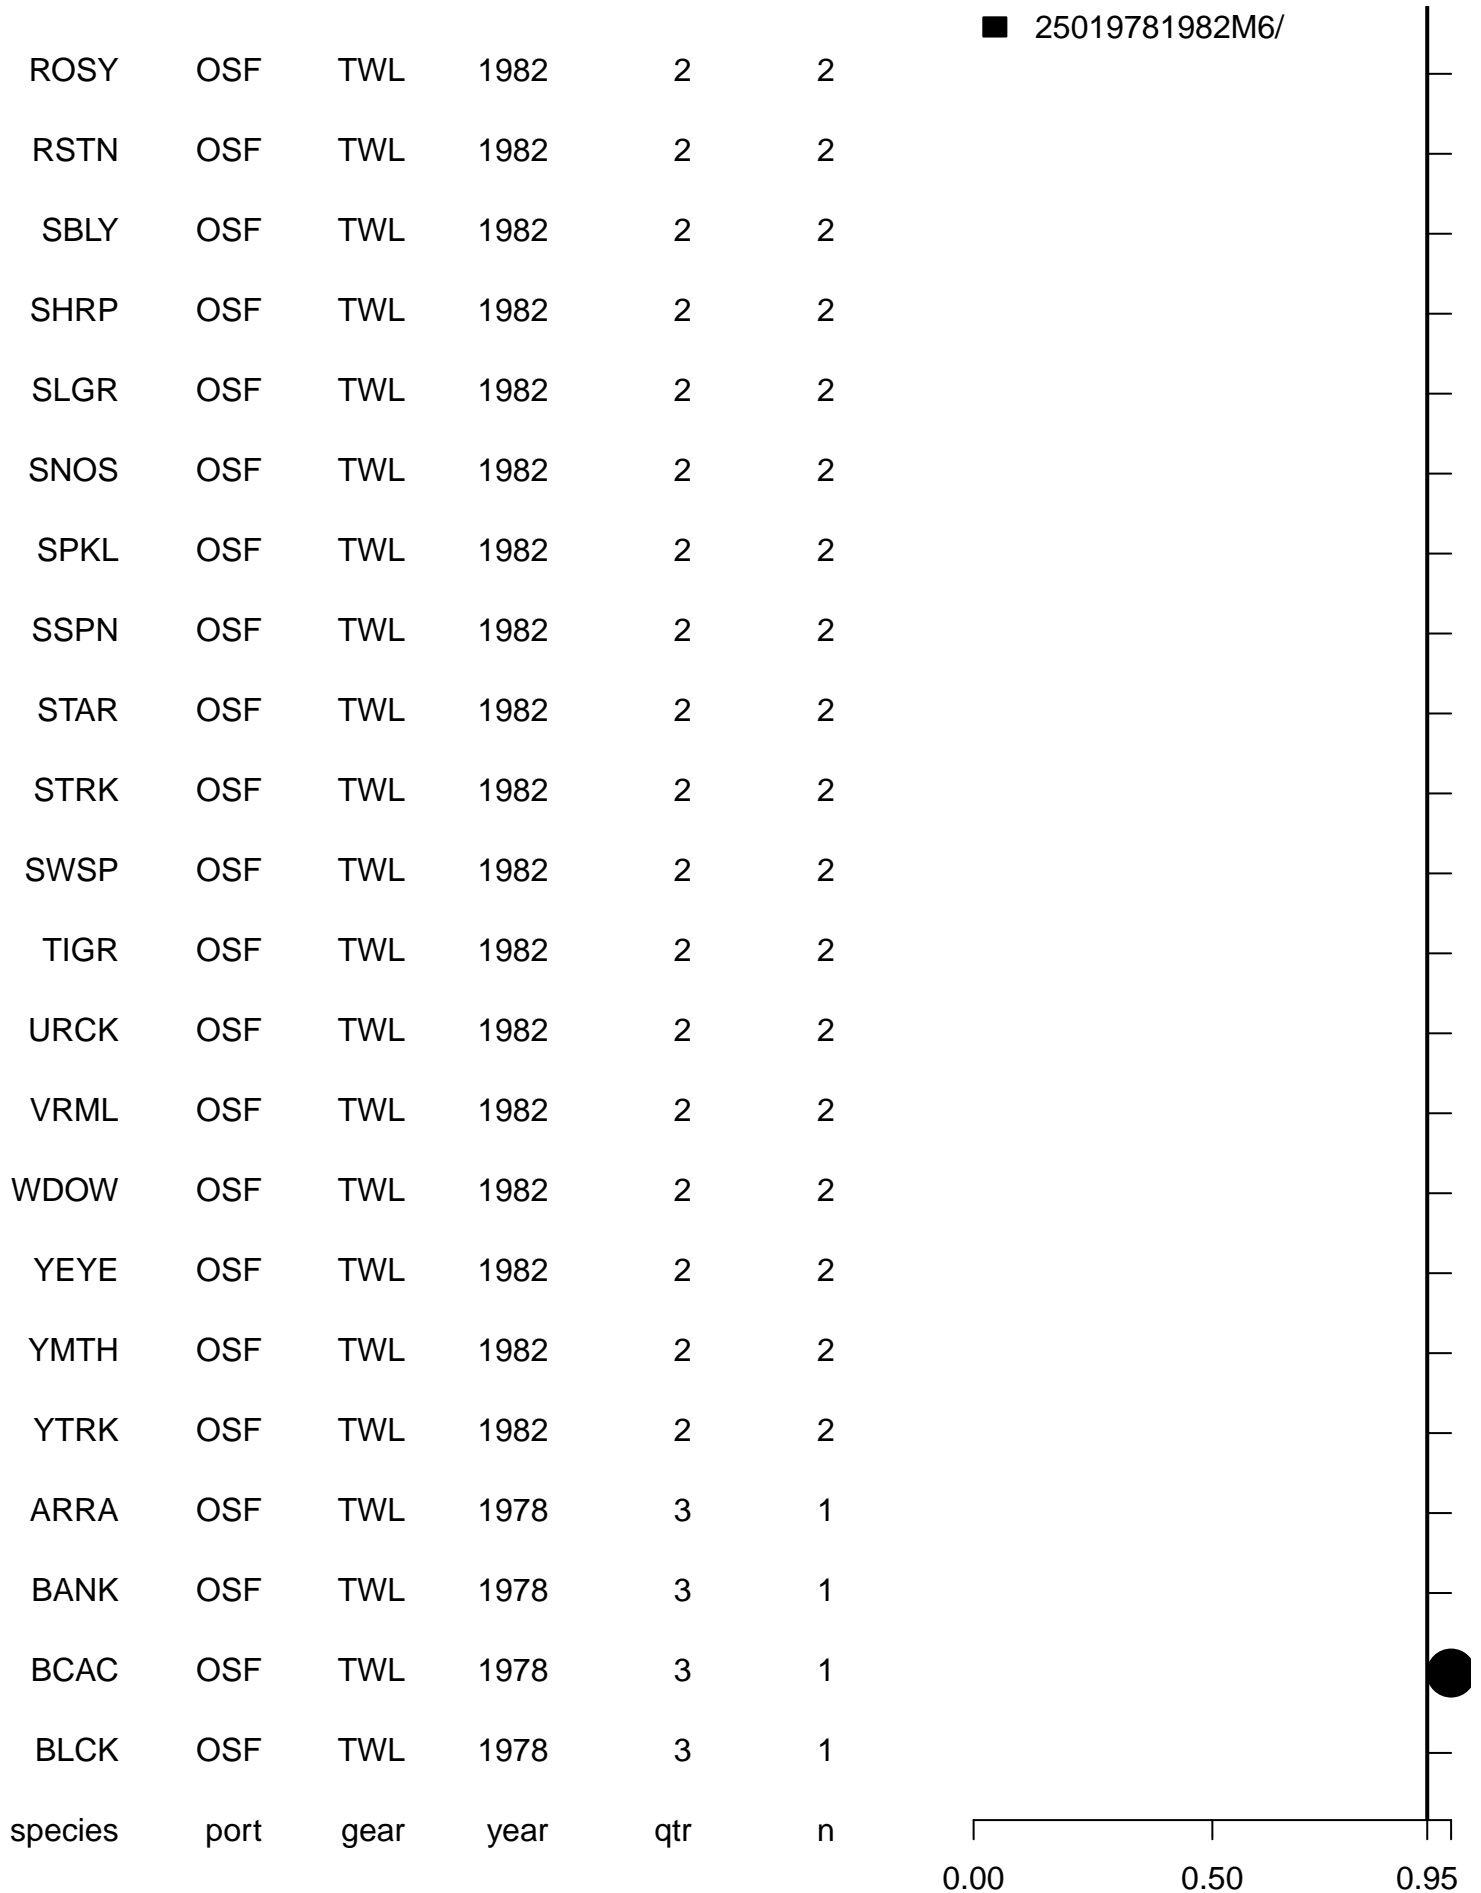 25019781982M6/
ROSY OSF TWL 1982 2 2
RSTN OSF TWL 1982 2 2
SBLY OSF TWL 1982 2 2
SHRP OSF TWL 1982 2 2
SLGR OSF TWL 1982 2 2
SNOS OSF TWL 1982 2 2
SPKL OSF TWL 1982 2 2
SSPN OSF TWL 1982 2 2
STAR OSF TWL 1982 2 2
STRK OSF TWL 1982 2 2
SWSP OSF TWL 1982 2 2
TIGR OSF TWL 1982 2 2
URCK OSF TWL 1982 2 2
VRML OSF TWL 1982 2 2
WDOW OSF TWL 1982 2 2
YEYE OSF TWL 1982 2 2
YMTH OSF TWL 1982 2 2
YTRK OSF TWL 1982 2 2
ARRA OSF TWL 1978 3 1
BANK OSF TWL 1978 3 1
BCAC OSF TWL 1978 3 1
BLCK OSF TWL 1978 3 1
species port gear year qtr n
0.00 0.50 0.95